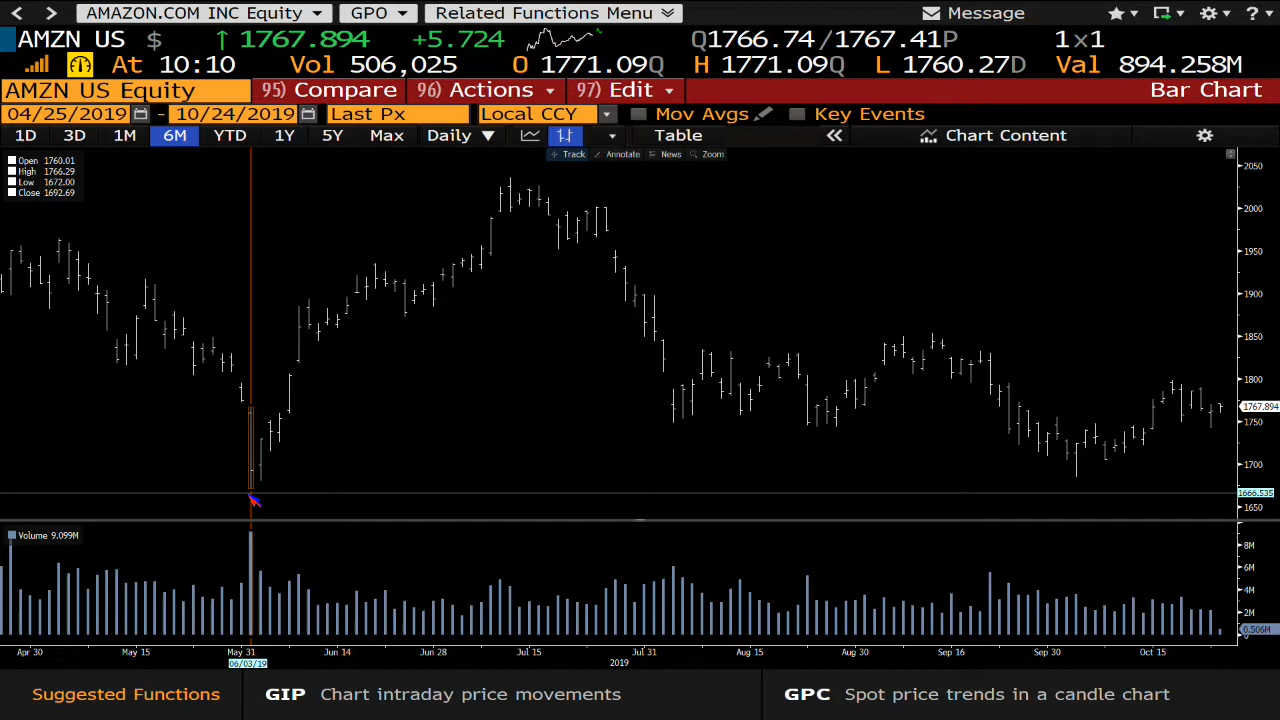 AMAZON.COM INC Equity GPO Related Functions Menu Message ?
AMZN US $ ↑ 1767.894 +5.724 Q1766.74/1767.41P 1×1
At 10:10 Vol 506,025 O 1771.09Q H 1771.09Q L 1760.27D Val 894.258M
AMZN US Equity 95) Compare 96) Actions 97) Edit Bar Chart
04/25/2019 - 10/24/2019 Last Px Local CCY Mov Avgs Key Events
1D 3D 1M 6M YTD 1Y 5Y Max Daily ▼ Table « Chart Content
Track Annotate News Zoom
Open 1760.01
High 1766.29
Low 1672.00
Close 1692.69
2050
2000
1950
1900
1850
1800
1767.894
1750
1700
1666.535
1650
Volume 9.099M
8M
6M
4M
2M
0.506M
0
Apr 30 May 15 May 31 Jun 14 Jun 28 Jul 15 Jul 31 Aug 15 Aug 30 Sep 16 Sep 30 Oct 15
06/03/19 2019
Suggested Functions GIP Chart intraday price movements GPC Spot price trends in a candle chart